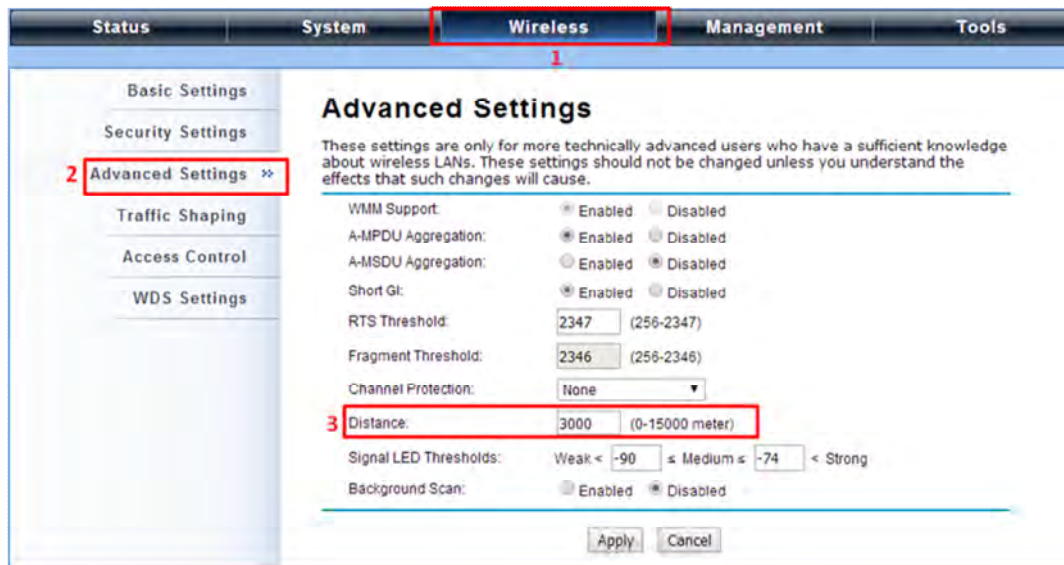 Status System Wireless Management Tools
1
Basic Settings
Security Settings
2 Advanced Settings »
Traffic Shaping
Access Control
WDS Settings
Advanced Settings
These settings are only for more technically advanced users who have a sufficient knowledge
about wireless LANs. These settings should not be changed unless you understand the
effects that such changes will cause.
WMM Support: Enabled Disabled
A-MPDU Aggregation: Enabled Disabled
A-MSDU Aggregation: Enabled Disabled
Short GI: Enabled Disabled
RTS Threshold: 2347 (256-2347)
Fragment Threshold: 2346 (256-2346)
Channel Protection: None
3 Distance: 3000 (0-15000 meter)
Signal LED Thresholds: Weak < -90 ≤ Medium ≤ -74 < Strong
Background Scan: Enabled Disabled
Apply Cancel